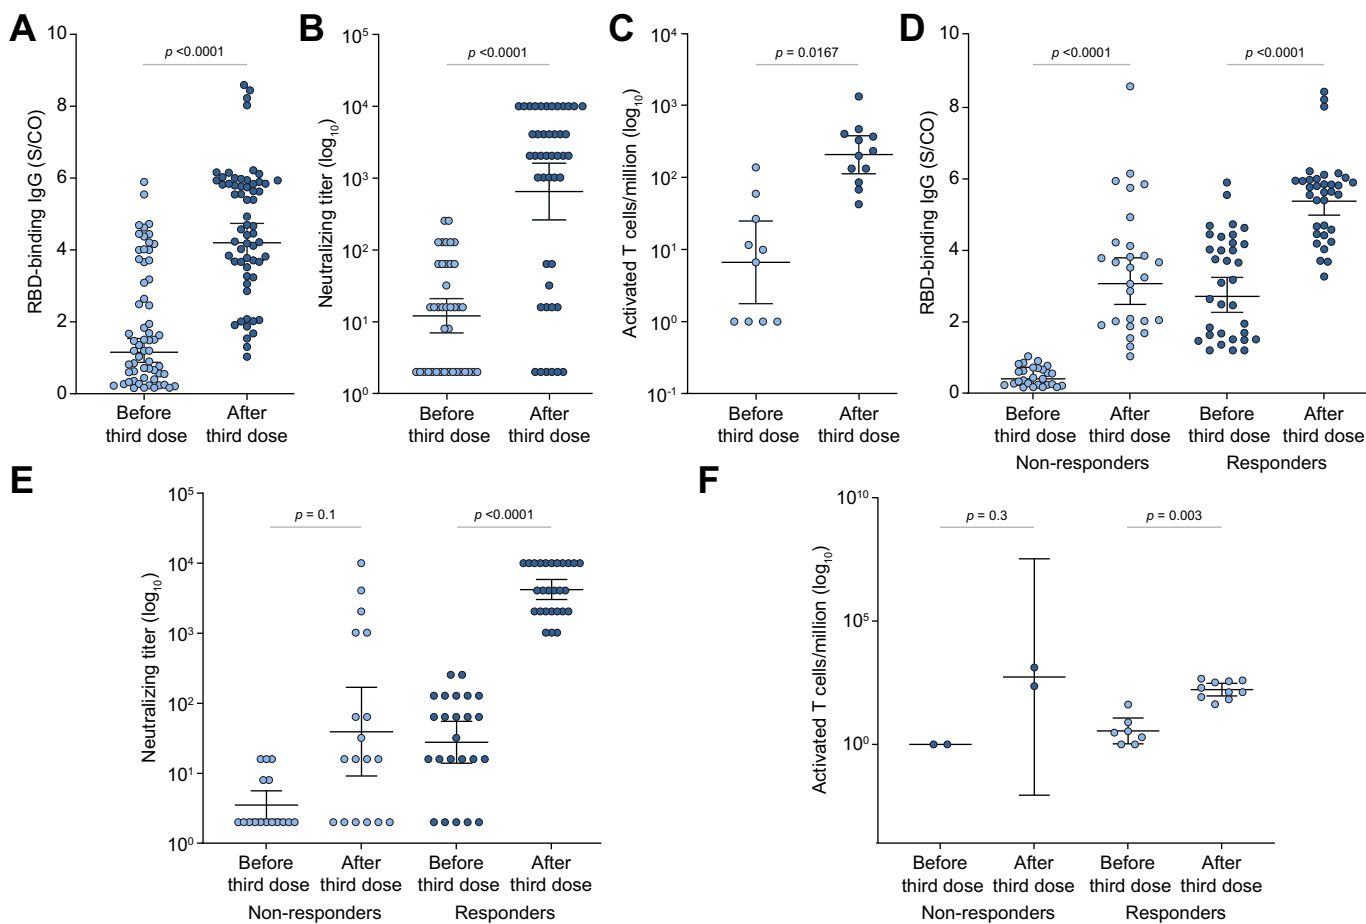 A
RBD-binding IgG (S/CO)
10
8
6
4
2
0
p <0.0001
Before
third dose
After
third dose
B
Neutralizing titer (log10)
10^5
10^4
10^3
10^2
10^1
10^0
p <0.0001
Before
third dose
After
third dose
C
Activated T cells/million (log10)
10^4
10^3
10^2
10^1
10^0
10^-1
p = 0.0167
Before
third dose
After
third dose
D
RBD-binding IgG (S/CO)
10
8
6
4
2
0
p <0.0001
p <0.0001
Before
third dose
After
third dose
Before
third dose
After
third dose
Non-responders
Responders
E
Neutralizing titer (log10)
10^5
10^4
10^3
10^2
10^1
10^0
p = 0.1
p <0.0001
Before
third dose
After
third dose
Before
third dose
After
third dose
Non-responders
Responders
F
Activated T cells/million (log10)
10^10
10^5
10^0
p = 0.3
p = 0.003
Before
third dose
After
third dose
Before
third dose
After
third dose
Non-responders
Responders